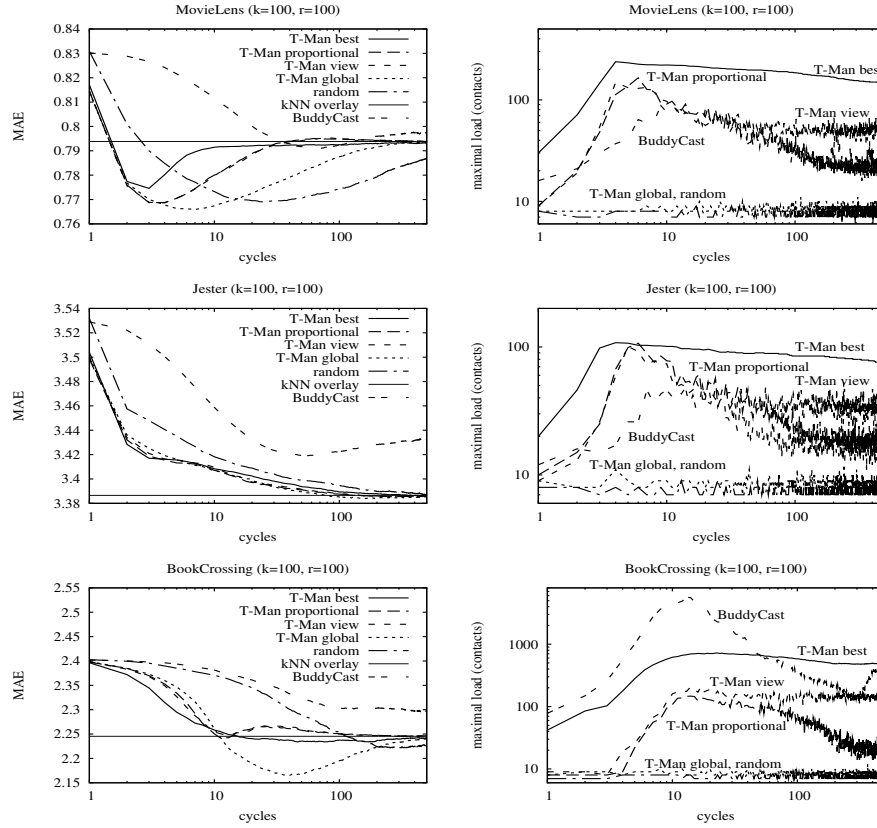 MovieLens (k=100, r=100)
0.84
0.83
0.82
0.81
0.8
0.79
0.78
0.77
0.76
MAE
T-Man best
T-Man proportional
T-Man view
T-Man global
random
kNN overlay
BuddyCast
1
10
100
cycles
MovieLens (k=100, r=100)
100
10
maximal load (contacts)
T-Man best
T-Man proportional
T-Man view
BuddyCast
T-Man global, random
1
10
100
cycles
Jester (k=100, r=100)
3.54
3.52
3.5
3.48
3.46
3.44
3.42
3.4
3.38
MAE
T-Man best
T-Man proportional
T-Man view
T-Man global
random
kNN overlay
BuddyCast
1
10
100
cycles
Jester (k=100, r=100)
100
10
maximal load (contacts)
T-Man best
T-Man proportional
T-Man view
BuddyCast
T-Man global, random
1
10
100
cycles
BookCrossing (k=100, r=100)
2.55
2.5
2.45
2.4
2.35
2.3
2.25
2.2
2.15
MAE
T-Man best
T-Man proportional
T-Man view
T-Man global
random
kNN overlay
BuddyCast
1
10
100
cycles
BookCrossing (k=100, r=100)
1000
100
10
maximal load (contacts)
BuddyCast
T-Man best
T-Man view
T-Man proportional
T-Man global, random
1
10
100
cycles